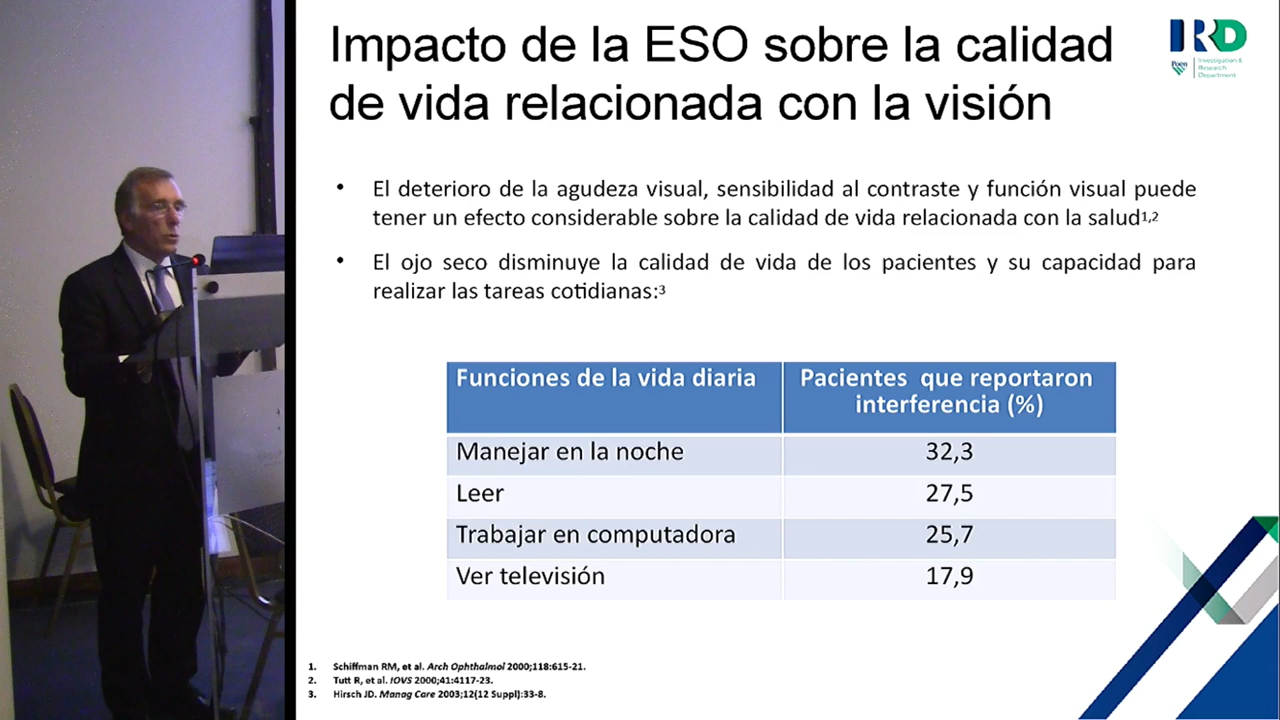 Impacto de la ESO sobre la calidad
de vida relacionada con la visión
IRD
Poen
Investigation &
Research
Department
• El deterioro de la agudeza visual, sensibilidad al contraste y función visual puede
tener un efecto considerable sobre la calidad de vida relacionada con la salud1,2
• El ojo seco disminuye la calidad de vida de los pacientes y su capacidad para
realizar las tareas cotidianas:3
Funciones de la vida diaria
Pacientes que reportaron
interferencia (%)
Manejar en la noche 32,3
Leer 27,5
Trabajar en computadora 25,7
Ver televisión 17,9
1. Schiffman RM, et al. Arch Ophthalmol 2000;118:615-21.
2. Tutt R, et al. IOVS 2000;41:4117-23.
3. Hirsch JD. Manag Care 2003;12(12 Suppl):33-8.